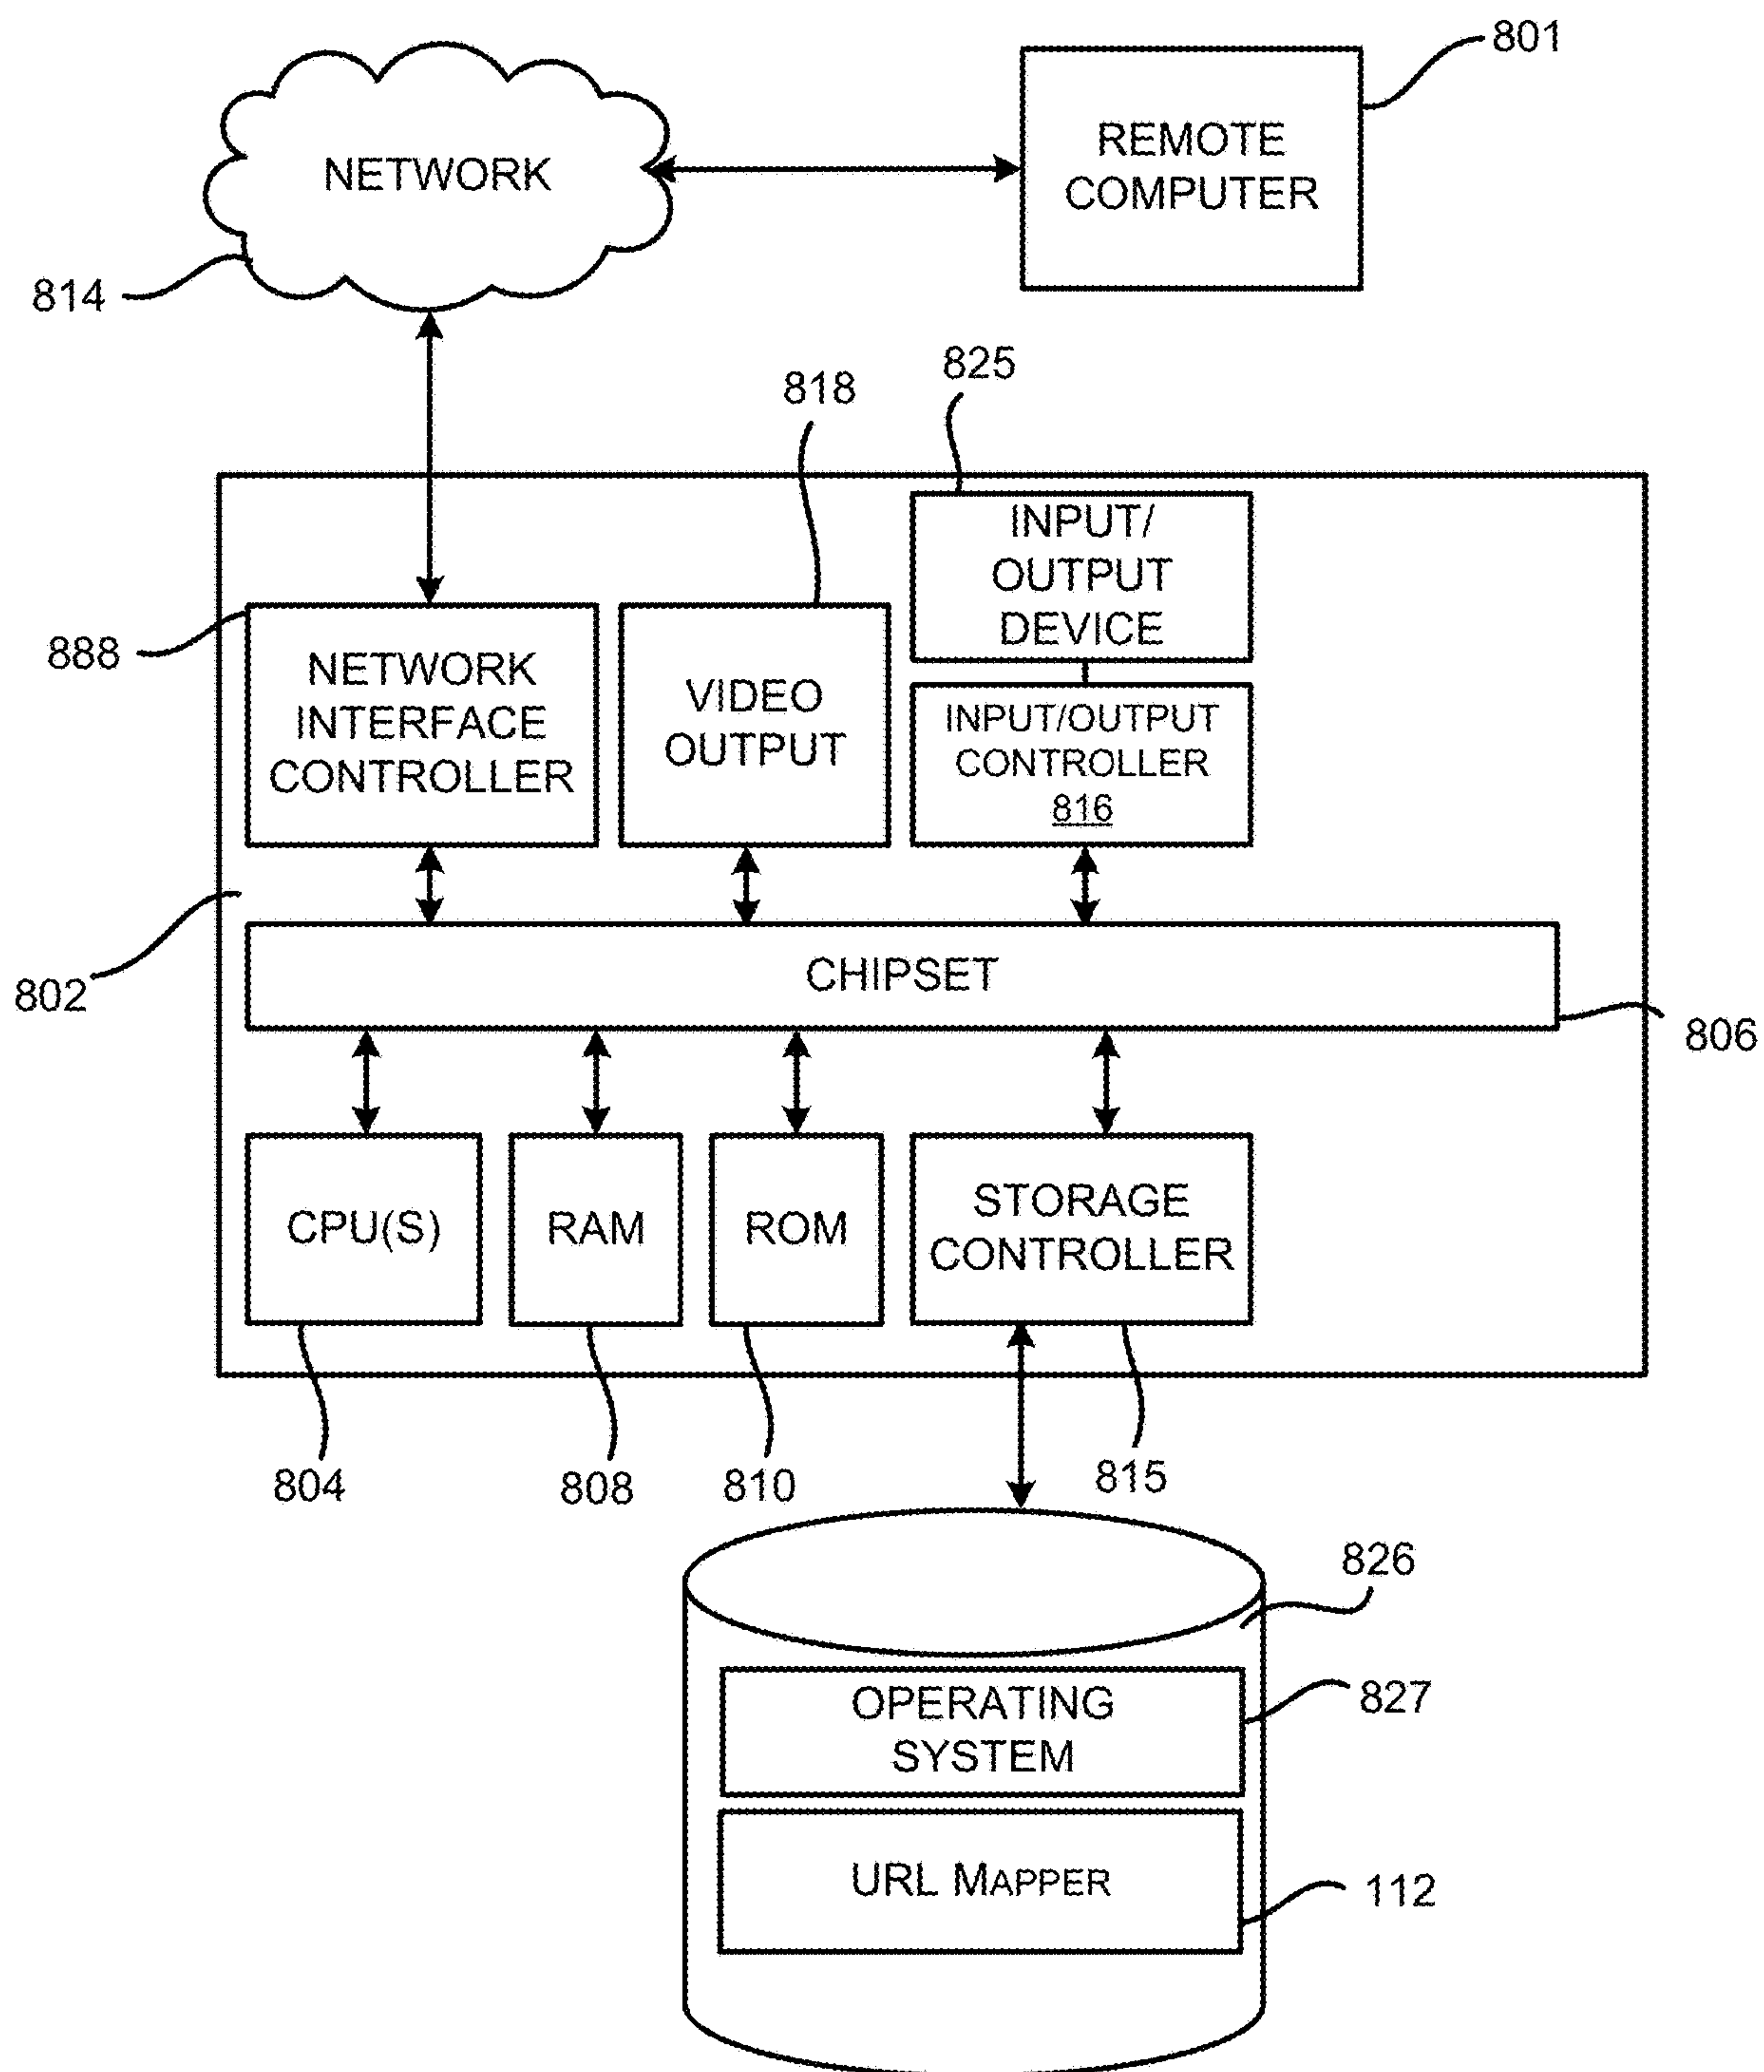 801
REMOTE
COMPUTER
NETWORK
814
825
818
INPUT/
OUTPUT
DEVICE
888
NETWORK
INTERFACE
CONTROLLER
VIDEO
OUTPUT
INPUT/OUTPUT
CONTROLLER
816
802
CHIPSET
806
CPU(S)
RAM
ROM
STORAGE
CONTROLLER
804
808
810
815
826
OPERATING
SYSTEM
827
URL MAPPER
112